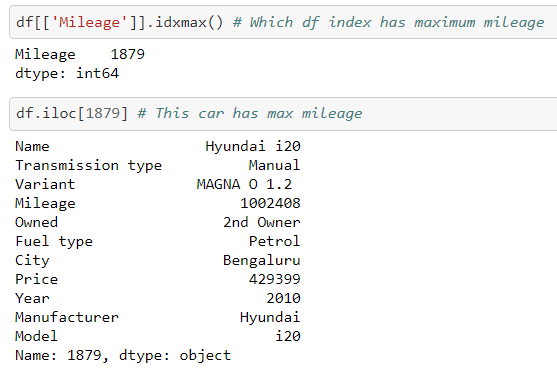 df[['Mileage']].idxmax() # Which df index has maximum mileage
Mileage    1879
dtype: int64
df.iloc[1879] # This car has max mileage
Name                   Hyundai i20
Transmission type           Manual
Variant              MAGNA O 1.2
Mileage                    1002408
Owned                    2nd Owner
Fuel type                   Petrol
City                     Bengaluru
Price                       429399
Year                          2010
Manufacturer               Hyundai
Model                          i20
Name: 1879, dtype: object